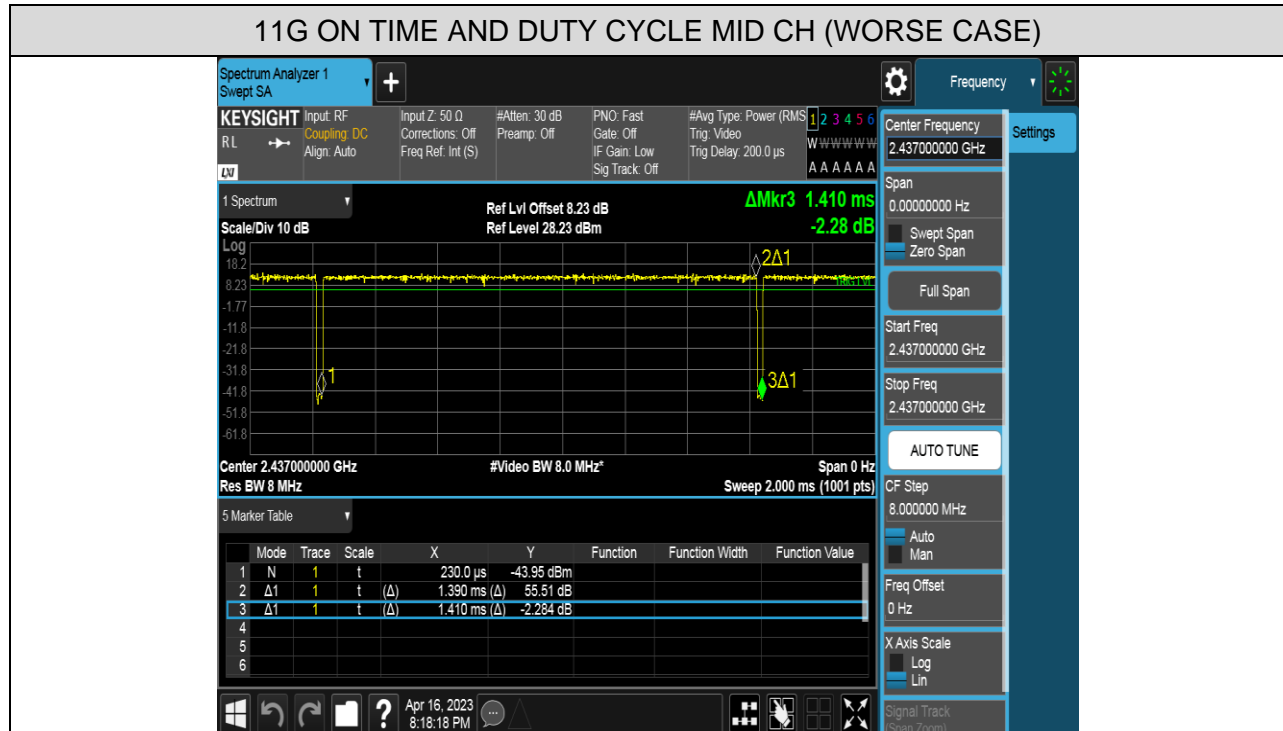 11G ON TIME AND DUTY CYCLE MID CH (WORSE CASE)
Spectrum Analyzer 1
Swept SA
+
Frequency
KEYSIGHT Input: RF Input Z: 50 Ω #Atten: 30 dB PNO: Fast #Avg Type: Power (RMS 1 2 3 4 5 6
RL Coupling: DC Corrections: Off Preamp: Off Gate: Off Trig: Video W W W W W W
Align: Auto Freq Ref: Int (S) IF Gain: Low Trig Delay: 200.0 µs
LXI Sig Track: Off A A A A A A
1 Spectrum Ref Lvl Offset 8.23 dB ΔMkr3 1.410 ms
Scale/Div 10 dB Ref Level 28.23 dBm -2.28 dB
Log
18.2
8.23
-1.77
-11.8
-21.8
-31.8
-41.8
-51.8
-61.8
2Δ1
TRIG LVL
1
3Δ1
Center 2.437000000 GHz #Video BW 8.0 MHz* Span 0 Hz
Res BW 8 MHz Sweep 2.000 ms (1001 pts)
5 Marker Table
Mode Trace Scale X Y Function Function Width Function Value
1 N 1 t 230.0 µs -43.95 dBm
2 Δ1 1 t (Δ) 1.390 ms (Δ) 55.51 dB
3 Δ1 1 t (Δ) 1.410 ms (Δ) -2.284 dB
4
5
6
?
Apr 16, 2023
8:18:18 PM
Center Frequency
2.437000000 GHz
Settings
Span
0.00000000 Hz
Swept Span
Zero Span
Full Span
Start Freq
2.437000000 GHz
Stop Freq
2.437000000 GHz
AUTO TUNE
CF Step
8.000000 MHz
Auto
Man
Freq Offset
0 Hz
X Axis Scale
Log
Lin
Signal Track
(Span Zoom)